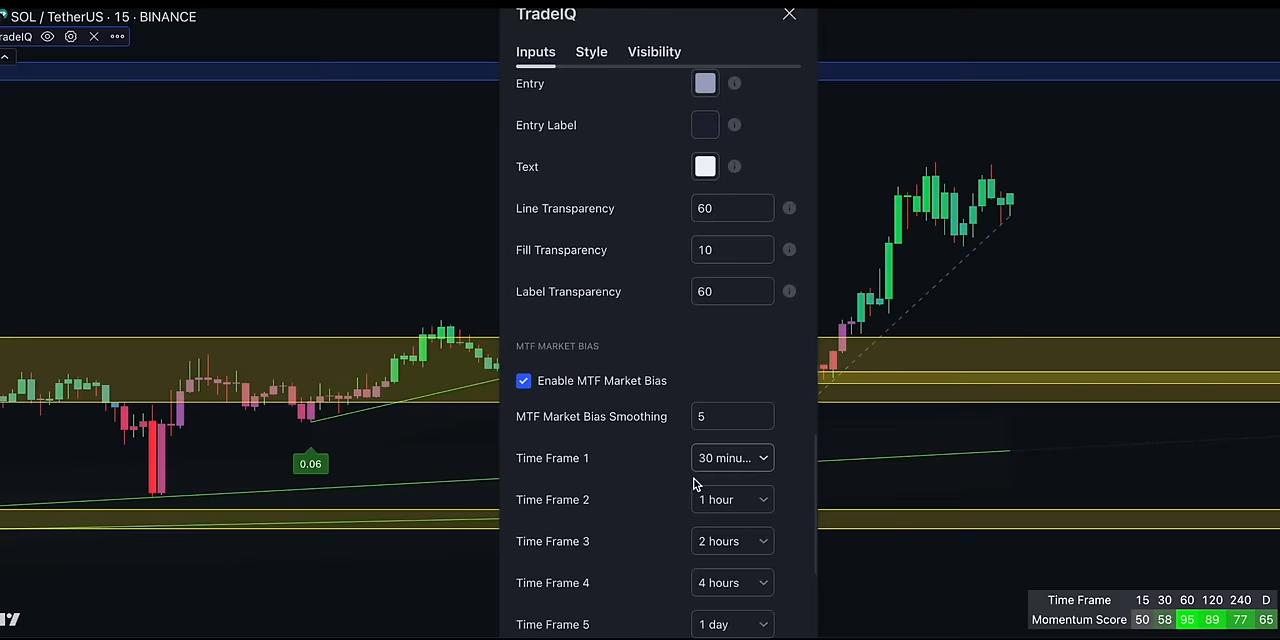 SOL / TetherUS · 15 · BINANCE
radeIQ
TradeIQ
Inputs Style Visibility
Entry
Entry Label
Text
Line Transparency 60
Fill Transparency 10
Label Transparency 60
MTF MARKET BIAS
Enable MTF Market Bias
MTF Market Bias Smoothing 5
Time Frame 1 30 minu...
Time Frame 2 1 hour
Time Frame 3 2 hours
Time Frame 4 4 hours
Time Frame 5 1 day
0.06
Time Frame 15 30 60 120 240 D
Momentum Score 50 58 95 89 77 65